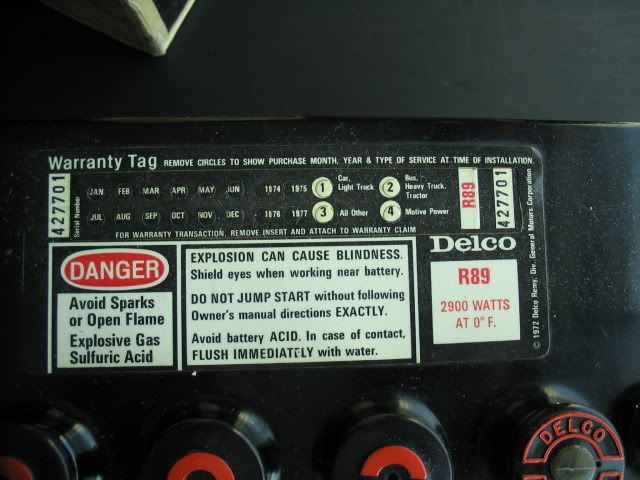 Warranty Tag REMOVE CIRCLES TO SHOW PURCHASE MONTH, YEAR & TYPE OF SERVICE AT TIME OF INSTALLATION.
427701
Serial Number
JAN FEB MAR APR MAY JUN 1974 1975
JUL AUG SEP OCT NOV DEC 1976 1977
1 Car, Light Truck
2 Bus, Heavy Truck, Tractor
3 All Other
4 Motive Power
R89
427701
FOR WARRANTY TRANSACTION, REMOVE INSERT AND ATTACH TO WARRANTY CLAIM
DANGER
Avoid Sparks
or Open Flame
Explosive Gas
Sulfuric Acid
EXPLOSION CAN CAUSE BLINDNESS.
Shield eyes when working near battery.
DO NOT JUMP START without following
Owner's manual directions EXACTLY.
Avoid battery ACID. In case of contact,
FLUSH IMMEDIATELY with water.
Delco
R89
2900 WATTS
AT 0° F.
© 1972 Delco Remy, Div. General Motors Corporation
DELCO